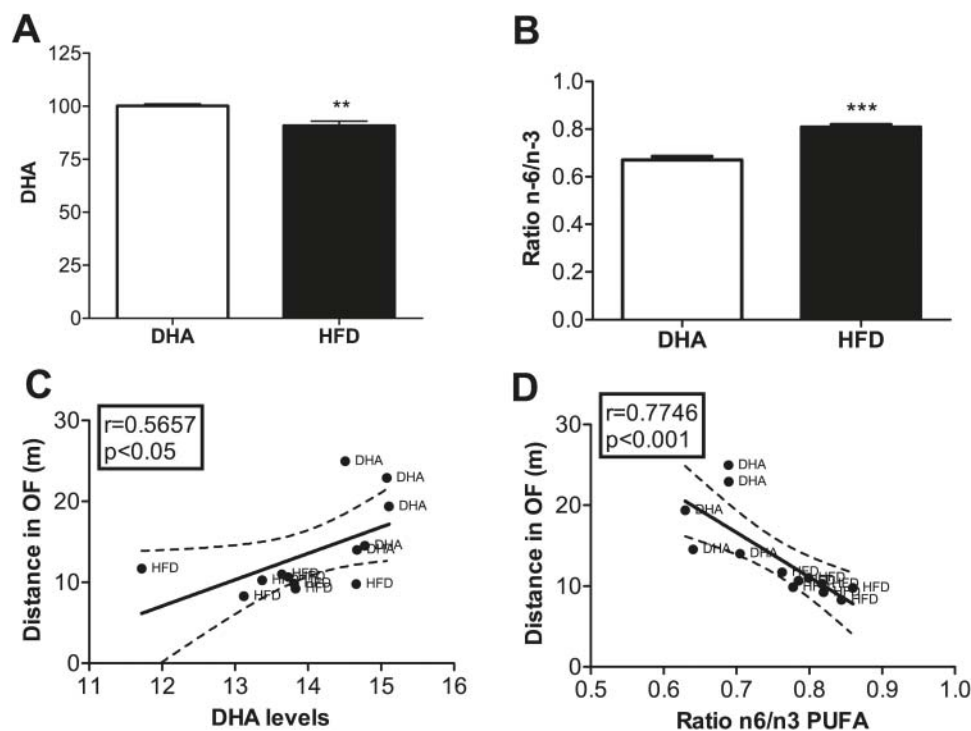 A
125
100
75
50
25
0
DHA
**
DHA
HFD
B
1.0
0.8
0.6
0.4
0.2
0.0
Ratio n-6/n-3
***
DHA
HFD
C
r=0.5657
p<0.05
30
20
10
0
Distance in OF (m)
DHA
DHA
DHA
DHA
DHA
HFD
HFD
HFD
HFD
HFD
HFD
11
12
13
14
15
16
DHA levels
D
r=0.7746
p<0.001
30
20
10
0
Distance in OF (m)
DHA
DHA
DHA
DHA
DHA
HFD
HFD
HFD
HFD
HFD
0.5
0.6
0.7
0.8
0.9
1.0
Ratio n6/n3 PUFA